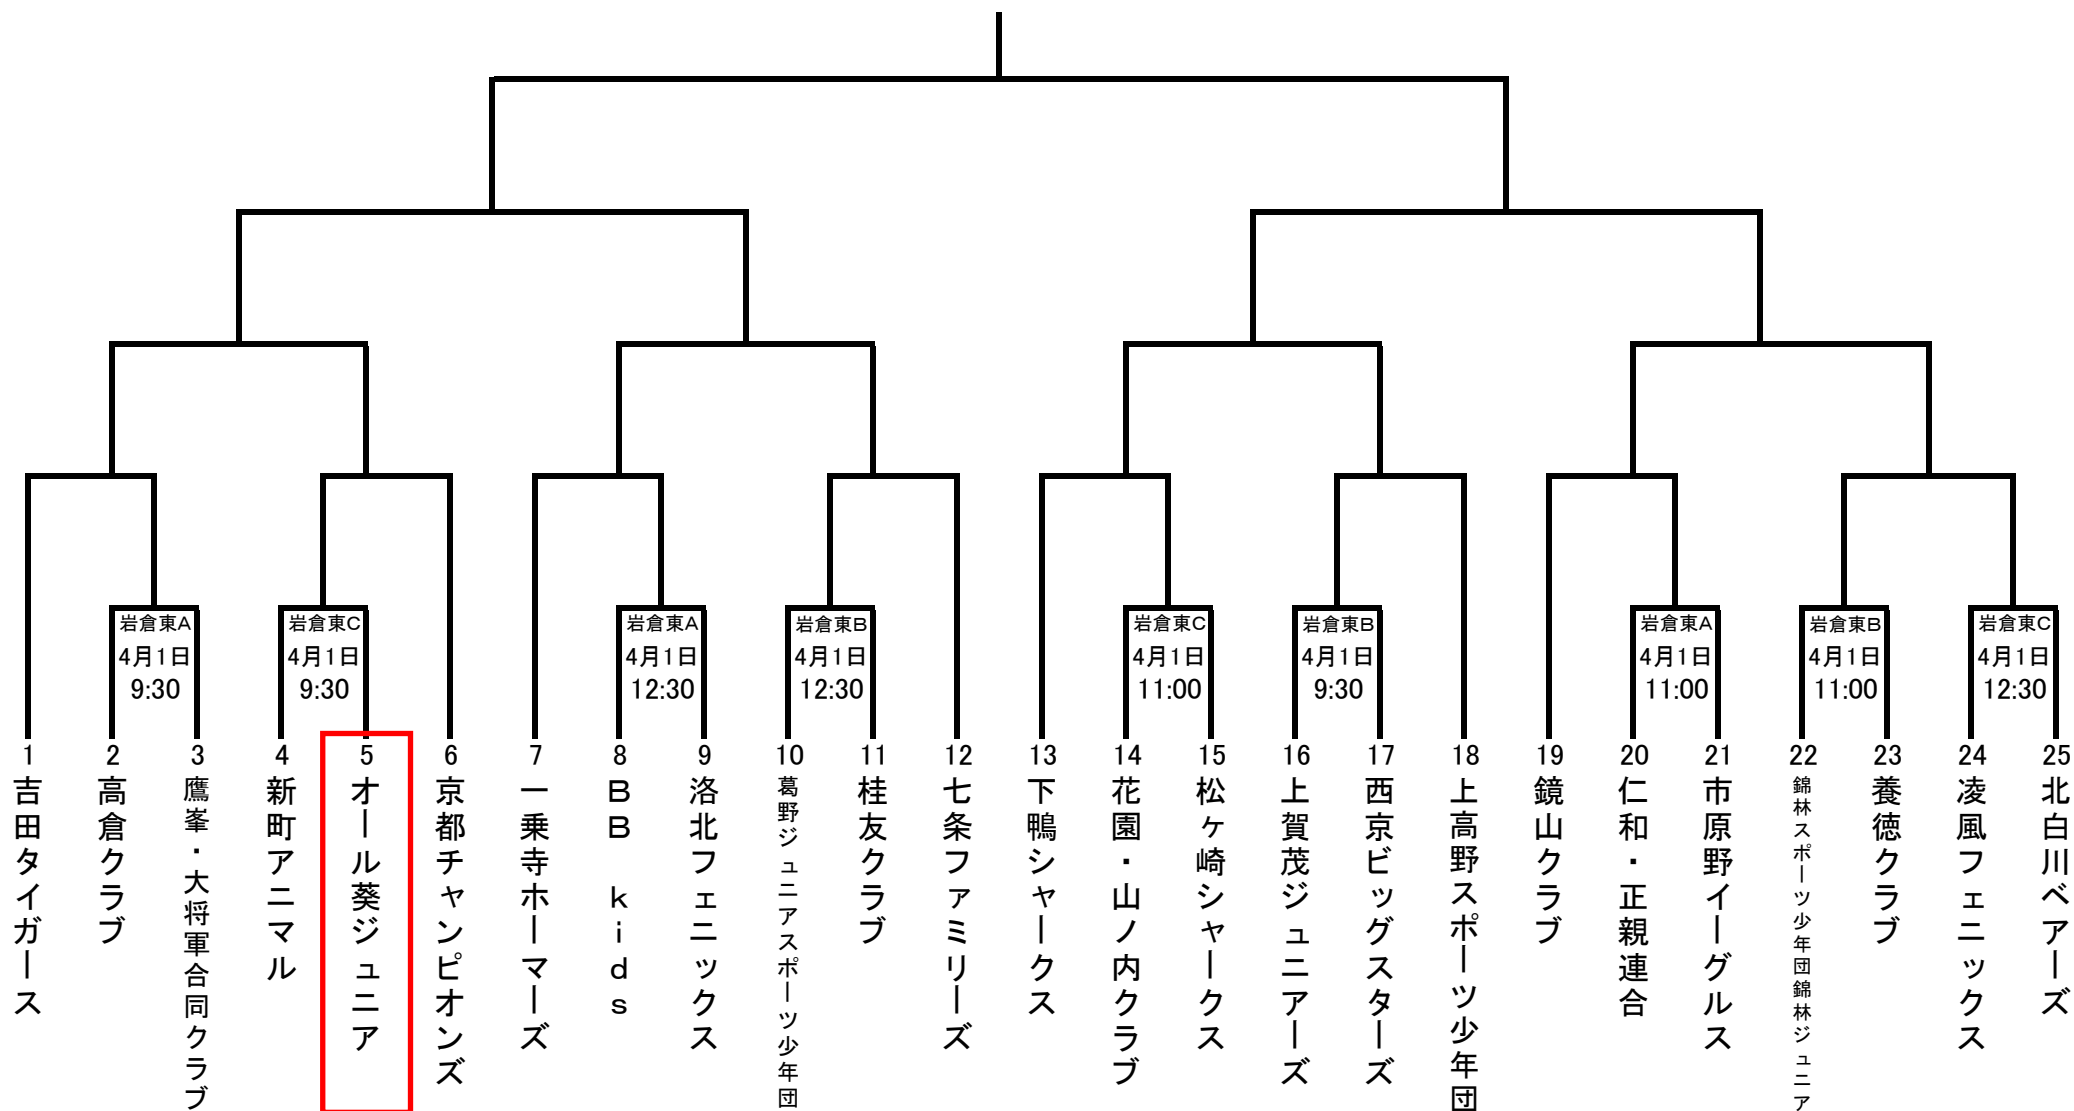 岩倉東A
4月1日
9:30
岩倉東C
4月1日
9:30
岩倉東A
4月1日
12:30
岩倉東B
4月1日
12:30
岩倉東C
4月1日
11:00
岩倉東B
4月1日
9:30
岩倉東A
4月1日
11:00
岩倉東B
4月1日
11:00
岩倉東C
4月1日
12:30
1
吉田タイガース
2
高倉クラブ
3
鷹峯・大将軍合同クラブ
4
新町アニマル
5
オール葵ジュニア
6
京都チャンピオンズ
7
一乗寺ホーマーズ
8
ＢＢ　ｋｉｄｓ
9
洛北フェニックス
10
葛野ジュニアスポーツ少年団
11
桂友クラブ
12
七条ファミリーズ
13
下鴨シャークス
14
花園・山ノ内クラブ
15
松ヶ崎シャークス
16
上賀茂ジュニアーズ
17
西京ビッグスターズ
18
上高野スポーツ少年団
19
鏡山クラブ
20
仁和・正親連合
21
市原野イーグルス
22
錦林スポーツ少年団錦林ジュニア
23
養徳クラブ
24
凌風フェニックス
25
北白川ベアーズ